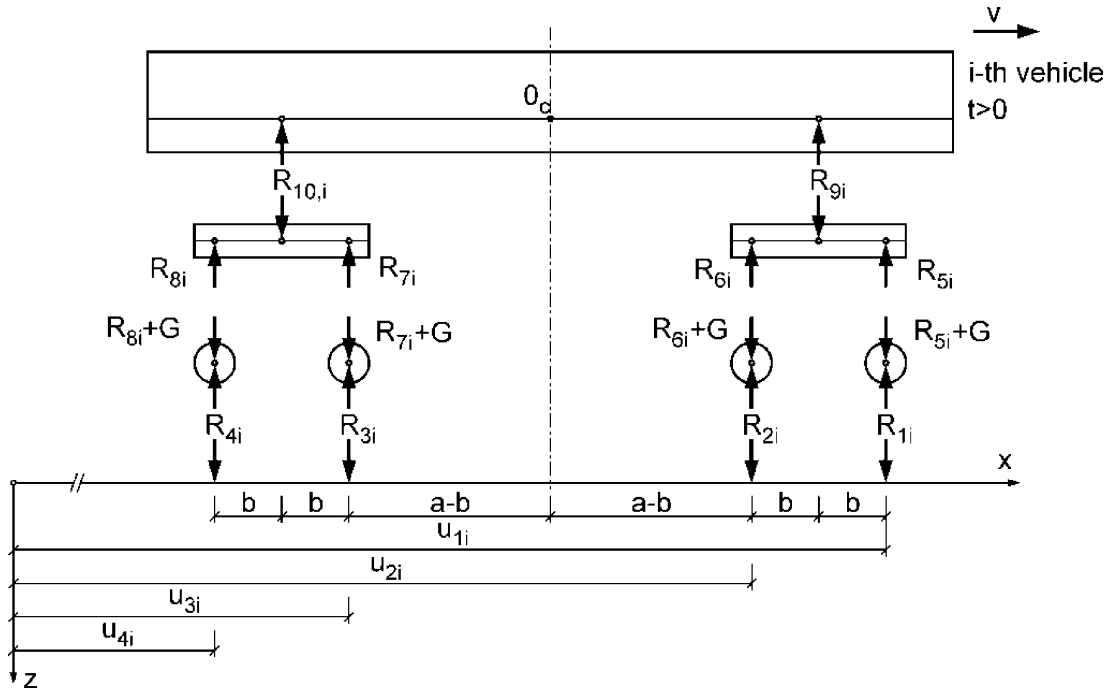 v
i-th vehicle
t>0
0c
R10,i
R9i
R8i
R7i
R6i
R5i
R8i+G
R7i+G
R6i+G
R5i+G
R4i
R3i
R2i
R1i
x
b b a-b a-b b b
u1i
u2i
u3i
u4i
z